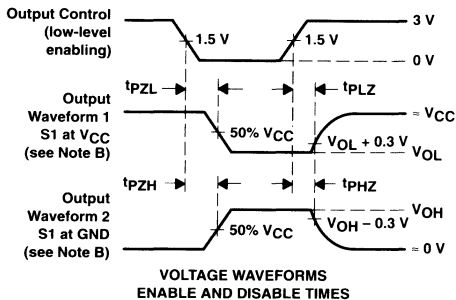 Output Control
(low-level
enabling)
1.5 V
1.5 V
3 V
0 V
tPZL
tPLZ
Output
Waveform 1
S1 at VCC
(see Note B)
50% VCC
VOL + 0.3 V
≈ VCC
VOL
tPZH
tPHZ
Output
Waveform 2
S1 at GND
(see Note B)
50% VCC
VOH − 0.3 V
VOH
≈ 0 V
VOLTAGE WAVEFORMS
ENABLE AND DISABLE TIMES